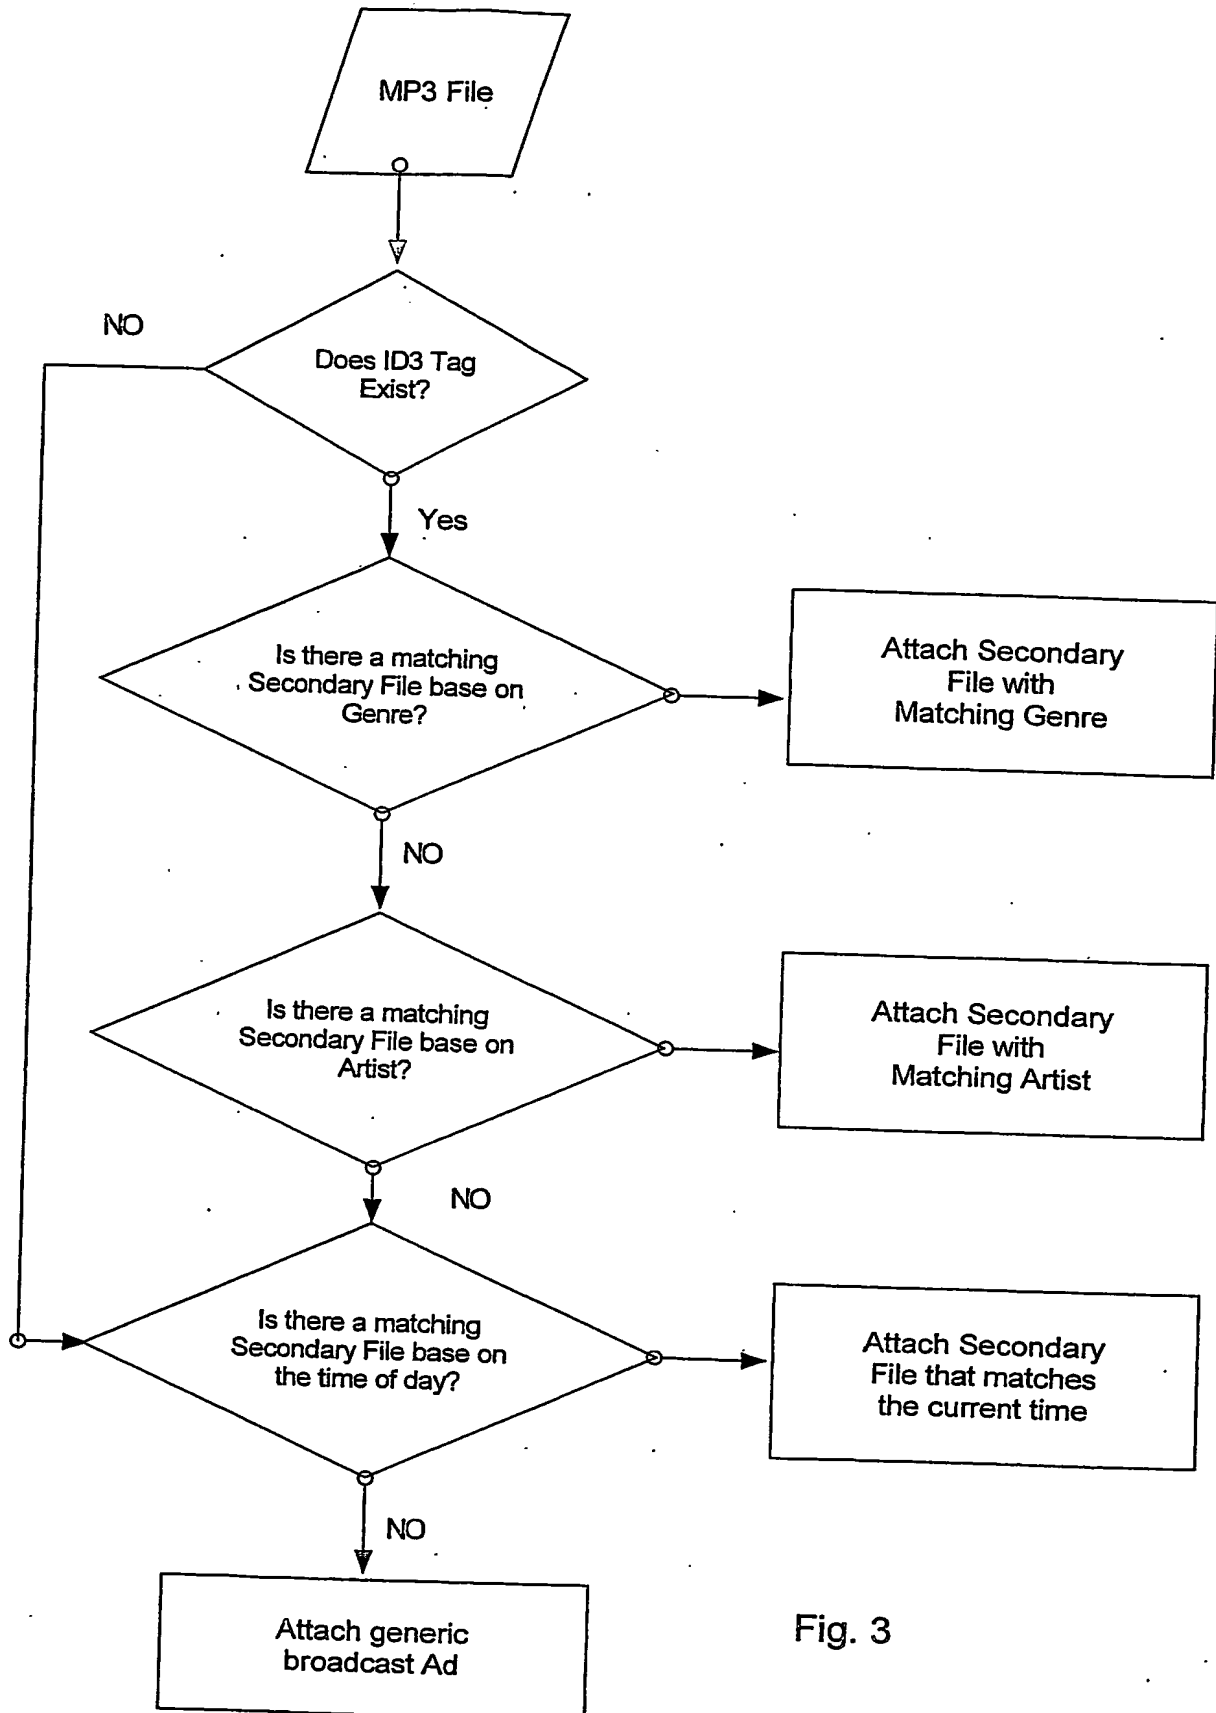 MP3 File
NO
Does ID3 Tag
Exist?
Yes
Is there a matching
Secondary File base on
Genre?
Attach Secondary
File with
Matching Genre
NO
Is there a matching
Secondary File base on
Artist?
Attach Secondary
File with
Matching Artist
NO
Is there a matching
Secondary File base on
the time of day?
Attach Secondary
File that matches
the current time
NO
Attach generic
broadcast Ad
Fig. 3